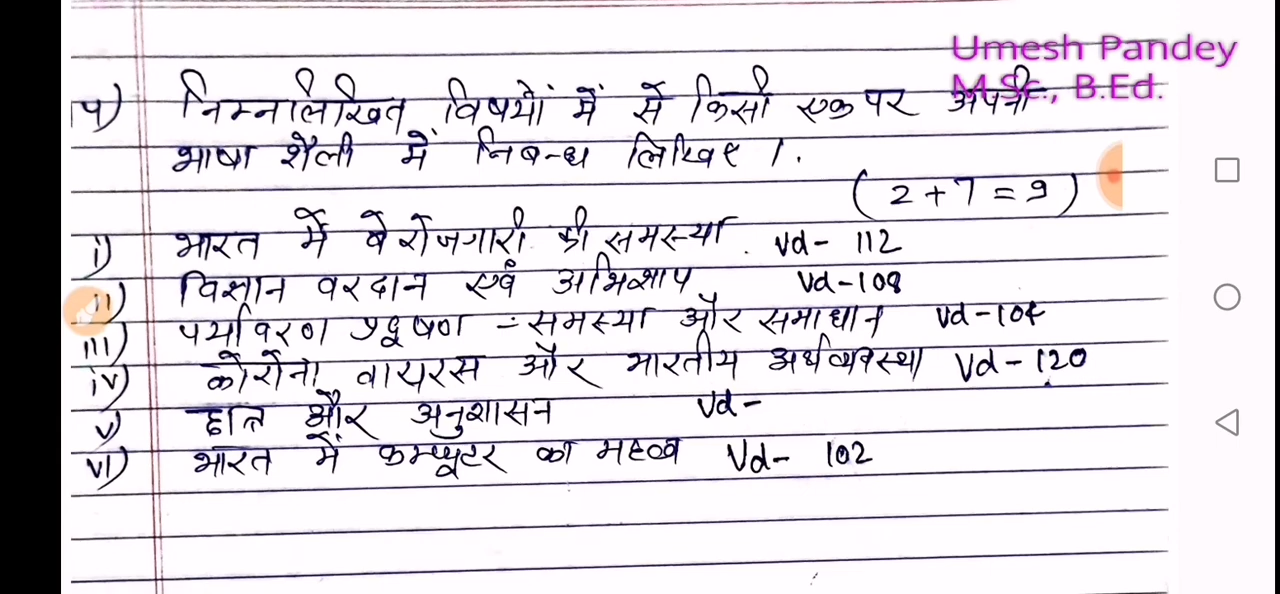 Umesh Pandey
M.Sc., B.Ed.
प) निम्नलिखित विषयों में से किसी एक पर अपनी
भाषा शैली में निबन्ध लिखिए ।.
(2+7=9)
i) भारत में बेरोजगारी की समस्या. Vd- 112
ii) विज्ञान वरदान एवं अभिशाप Vd-108
iii) पर्यावरण प्रदूषण - समस्या और समाधान Vd-104
iv) कोरोना वायरस और भारतीय अर्थव्यवस्था Vd-120
v) छात्र और अनुशासन Vd-
vi) भारत में कम्प्यूटर का महत्व Vd- 102